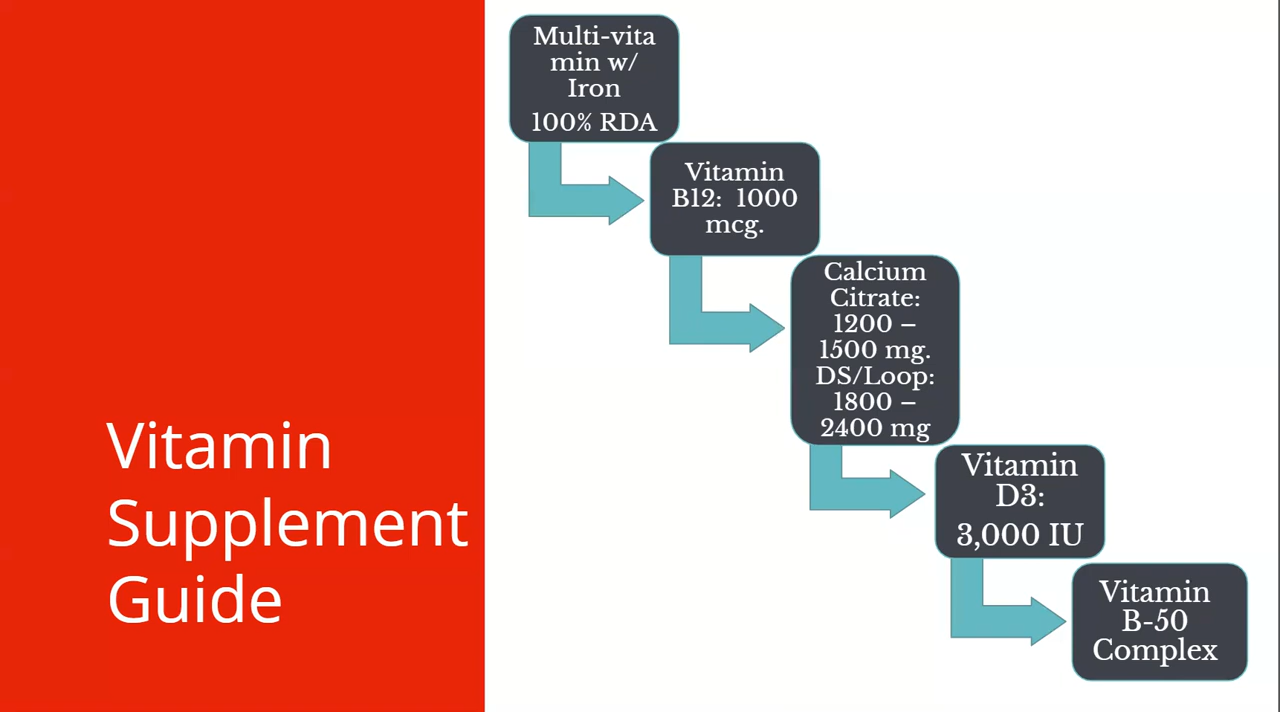 Vitamin
Supplement
Guide
Multi-vita
min w/
Iron
100% RDA
Vitamin
B12:  1000
mcg.
Calcium
Citrate:
1200 –
1500 mg.
DS/Loop:
1800 –
2400 mg
Vitamin
D3:
3,000 IU
Vitamin
B-50
Complex